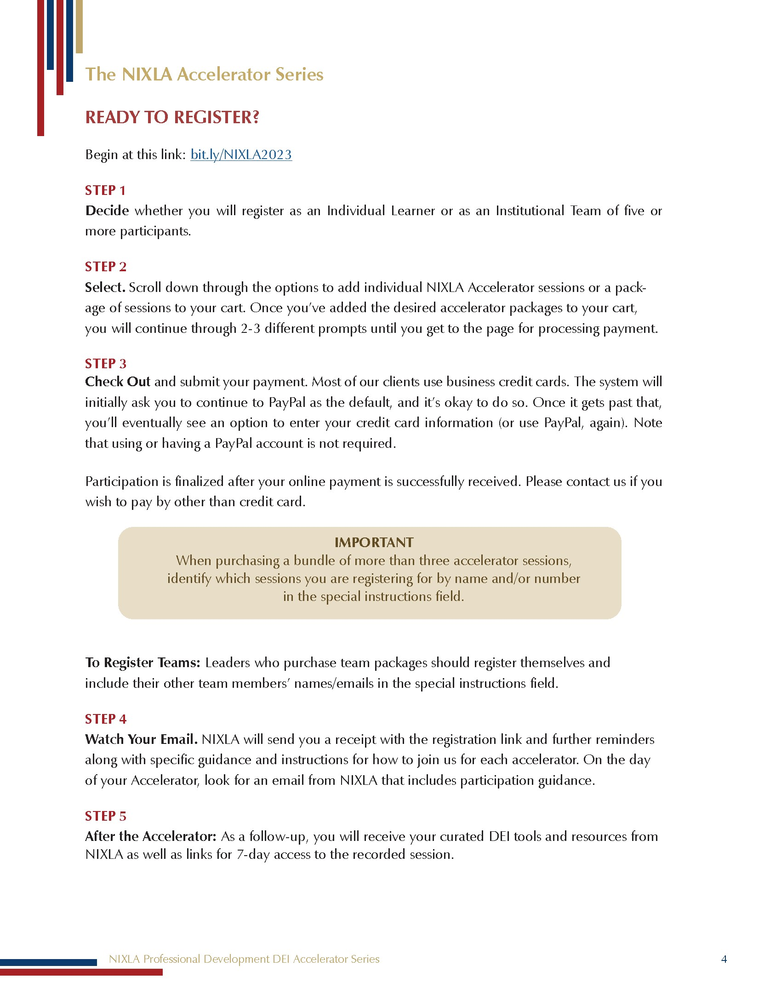 The NIXLA Accelerator Series
READY TO REGISTER?
Begin at this link: bit.ly/NIXLA2023
STEP 1
Decide whether you will register as an Individual Learner or as an Institutional Team of five or
more participants.
STEP 2
Select. Scroll down through the options to add individual NIXLA Accelerator sessions or a pack-
age of sessions to your cart. Once you’ve added the desired accelerator packages to your cart,
you will continue through 2-3 different prompts until you get to the page for processing payment.
STEP 3
Check Out and submit your payment. Most of our clients use business credit cards. The system will
initially ask you to continue to PayPal as the default, and it’s okay to do so. Once it gets past that,
you’ll eventually see an option to enter your credit card information (or use PayPal, again). Note
that using or having a PayPal account is not required.
Participation is finalized after your online payment is successfully received. Please contact us if you
wish to pay by other than credit card.
IMPORTANT
When purchasing a bundle of more than three accelerator sessions,
identify which sessions you are registering for by name and/or number
in the special instructions field.
To Register Teams: Leaders who purchase team packages should register themselves and
include their other team members’ names/emails in the special instructions field.
STEP 4
Watch Your Email. NIXLA will send you a receipt with the registration link and further reminders
along with specific guidance and instructions for how to join us for each accelerator. On the day
of your Accelerator, look for an email from NIXLA that includes participation guidance.
STEP 5
After the Accelerator: As a follow-up, you will receive your curated DEI tools and resources from
NIXLA as well as links for 7-day access to the recorded session.
NIXLA Professional Development DEI Accelerator Series
4